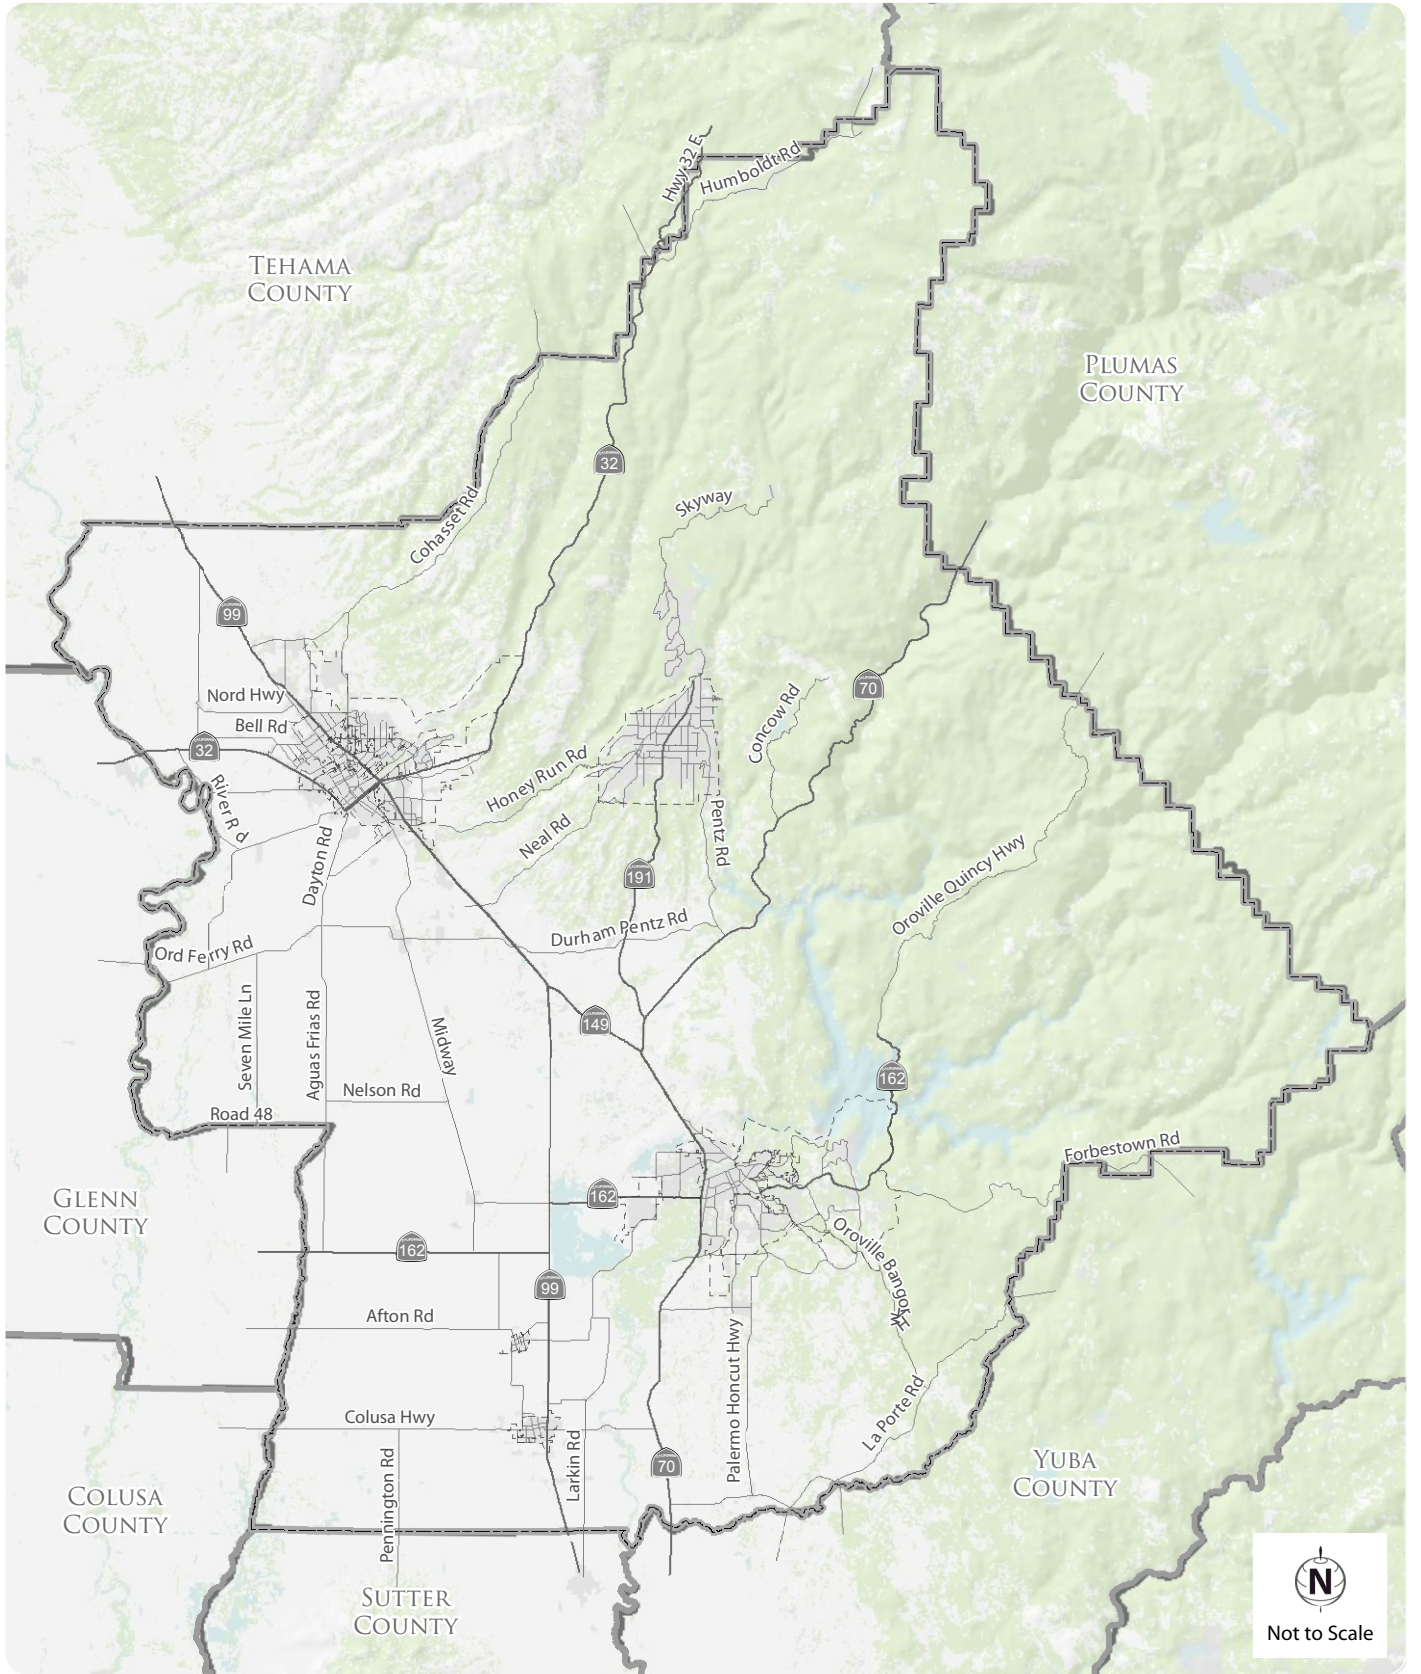 Hwy 32 E
Humboldt Rd
TEHAMA
COUNTY
PLUMAS
COUNTY
32
Skyway
Cohasset Rd
99
70
Nord Hwy
Bell Rd
Concow Rd
32
Honey Run Rd
River Rd
Neal Rd
Pentz Rd
Dayton Rd
191
Oroville Quincy Hwy
Durham Pentz Rd
Ord Ferry Rd
Seven Mile Ln
Aguas Frias Rd
Midway
149
162
Nelson Rd
Road 48
Forbestown Rd
GLENN
COUNTY
162
Oroville Bangor Hwy
162
99
Afton Rd
Palermo Honcut Hwy
La Porte Rd
Colusa Hwy
Larkin Rd
Pennington Rd
70
YUBA
COUNTY
COLUSA
COUNTY
SUTTER
COUNTY
N
Not to Scale